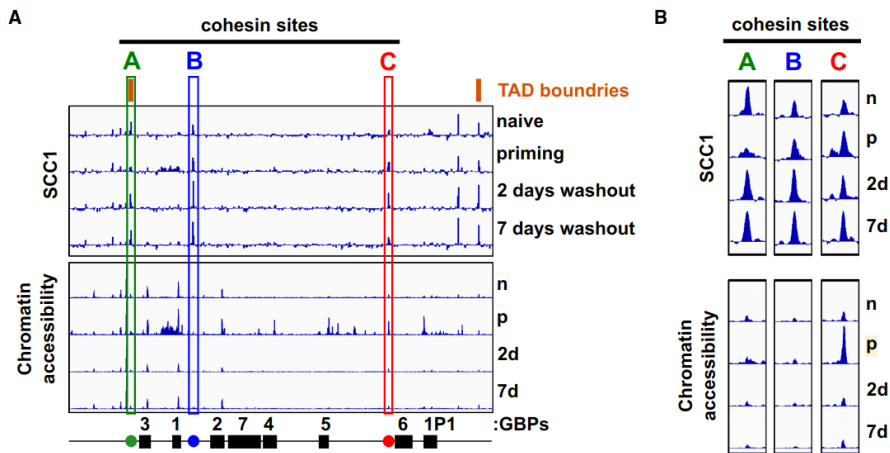 A
cohesin sites
A B C
TAD boundries
SCC1
naive
priming
2 days washout
7 days washout
Chromatin
accessibility
n
p
2d
7d
3 1 2 7 4 5 6 1P1 :GBPs
B
cohesin sites
A B C
SCC1
n
p
2d
7d
Chromatin
accessibility
n
p
2d
7d